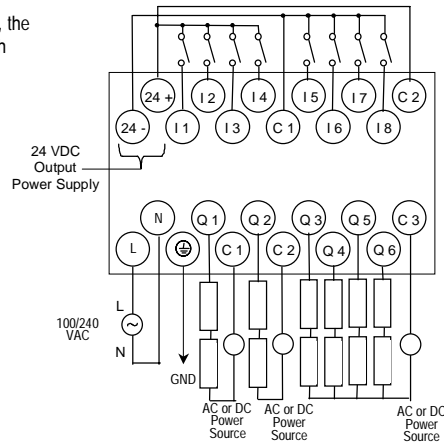 , the
n
24 + I 2 I 4 I 5 I 7 C 2
24 - I 1 I 3 C 1 I 6 I 8
24 VDC
Output
Power Supply
N Q 1 Q 2 Q 3 Q 5 C 3
L C 1 C 2 Q 4 Q 6
L
100/240
VAC
N
GND
AC or DC
Power
Source
AC or DC
Power
Source
AC or DC
Power
Source